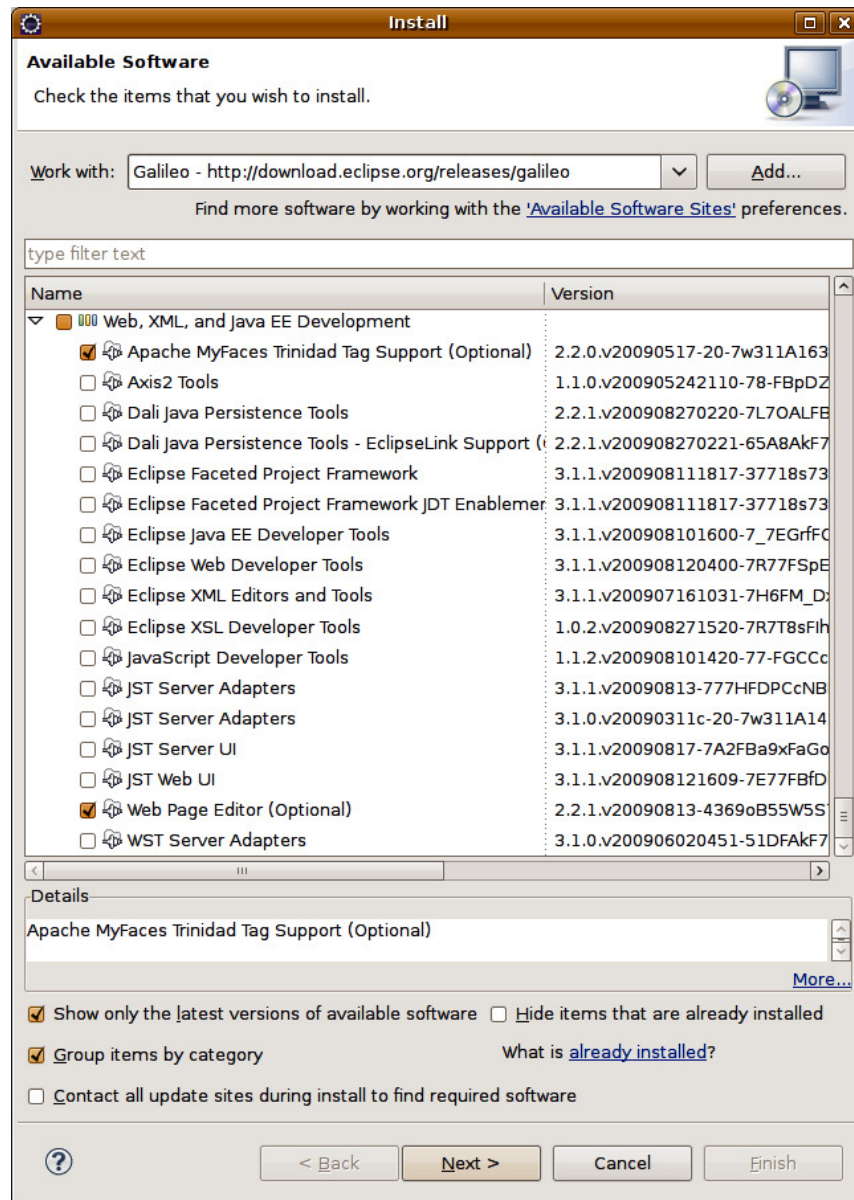 Install
Available Software
Check the items that you wish to install.
Work with: Galileo - http://download.eclipse.org/releases/galileo Add...
Find more software by working with the 'Available Software Sites' preferences.
type filter text
Name Version
Web, XML, and Java EE Development
Apache MyFaces Trinidad Tag Support (Optional) 2.2.0.v20090517-20-7w311A163
Axis2 Tools 1.1.0.v200905242110-78-FBpDZ
Dali Java Persistence Tools 2.2.1.v200908270220-7L7OALFB
Dali Java Persistence Tools - EclipseLink Support ( 2.2.1.v200908270221-65A8AkF7
Eclipse Faceted Project Framework 3.1.1.v200908111817-37718s73
Eclipse Faceted Project Framework JDT Enablemen 3.1.1.v200908111817-37718s73
Eclipse Java EE Developer Tools 3.1.1.v200908101600-7_7EGrfFC
Eclipse Web Developer Tools 3.1.1.v200908120400-7R77FSpE
Eclipse XML Editors and Tools 3.1.1.v200907161031-7H6FM_Dx
Eclipse XSL Developer Tools 1.0.2.v200908271520-7R7T8sFIh
JavaScript Developer Tools 1.1.2.v200908101420-77-FGCCc
JST Server Adapters 3.1.1.v20090813-777HFDPCcNB
JST Server Adapters 3.1.0.v20090311c-20-7w311A14
JST Server UI 3.1.1.v20090817-7A2FBa9xFaGo
JST Web UI 3.1.1.v200908121609-7E77FBfD
Web Page Editor (Optional) 2.2.1.v20090813-4369oB55W5S
WST Server Adapters 3.1.0.v200906020451-51DFAkF7
Details
Apache MyFaces Trinidad Tag Support (Optional)
More...
Show only the latest versions of available software Hide items that are already installed
Group items by category What is already installed?
Contact all update sites during install to find required software
? < Back Next > Cancel Finish